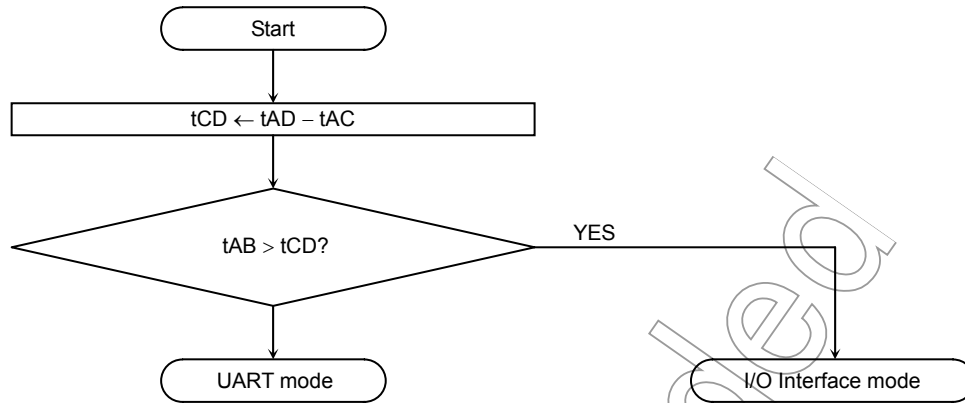 Start
tCD ← tAD − tAC
tAB > tCD?
YES
UART mode
I/O Interface mode